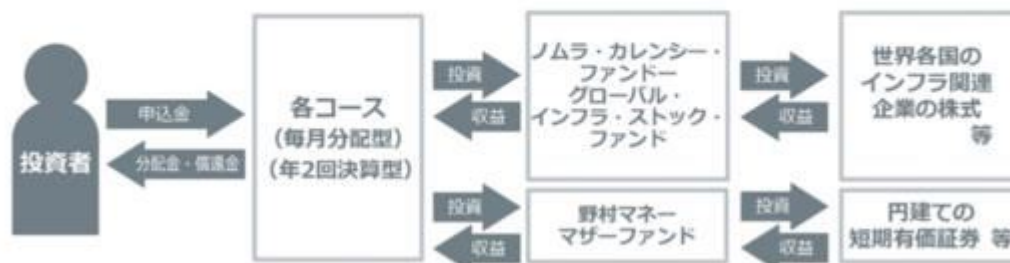 投資者
申込金
分配金・償還金
各コース
(毎月分配型)
(年2回決算型)
投資
収益
ノムラ・カレンシー・
ファンドー
グローバル・
インフラ・ストック・
ファンド
投資
収益
世界各国の
インフラ関連
企業の株式
等
投資
収益
野村マネー
マザーファンド
投資
収益
円建ての
短期有価証券 等